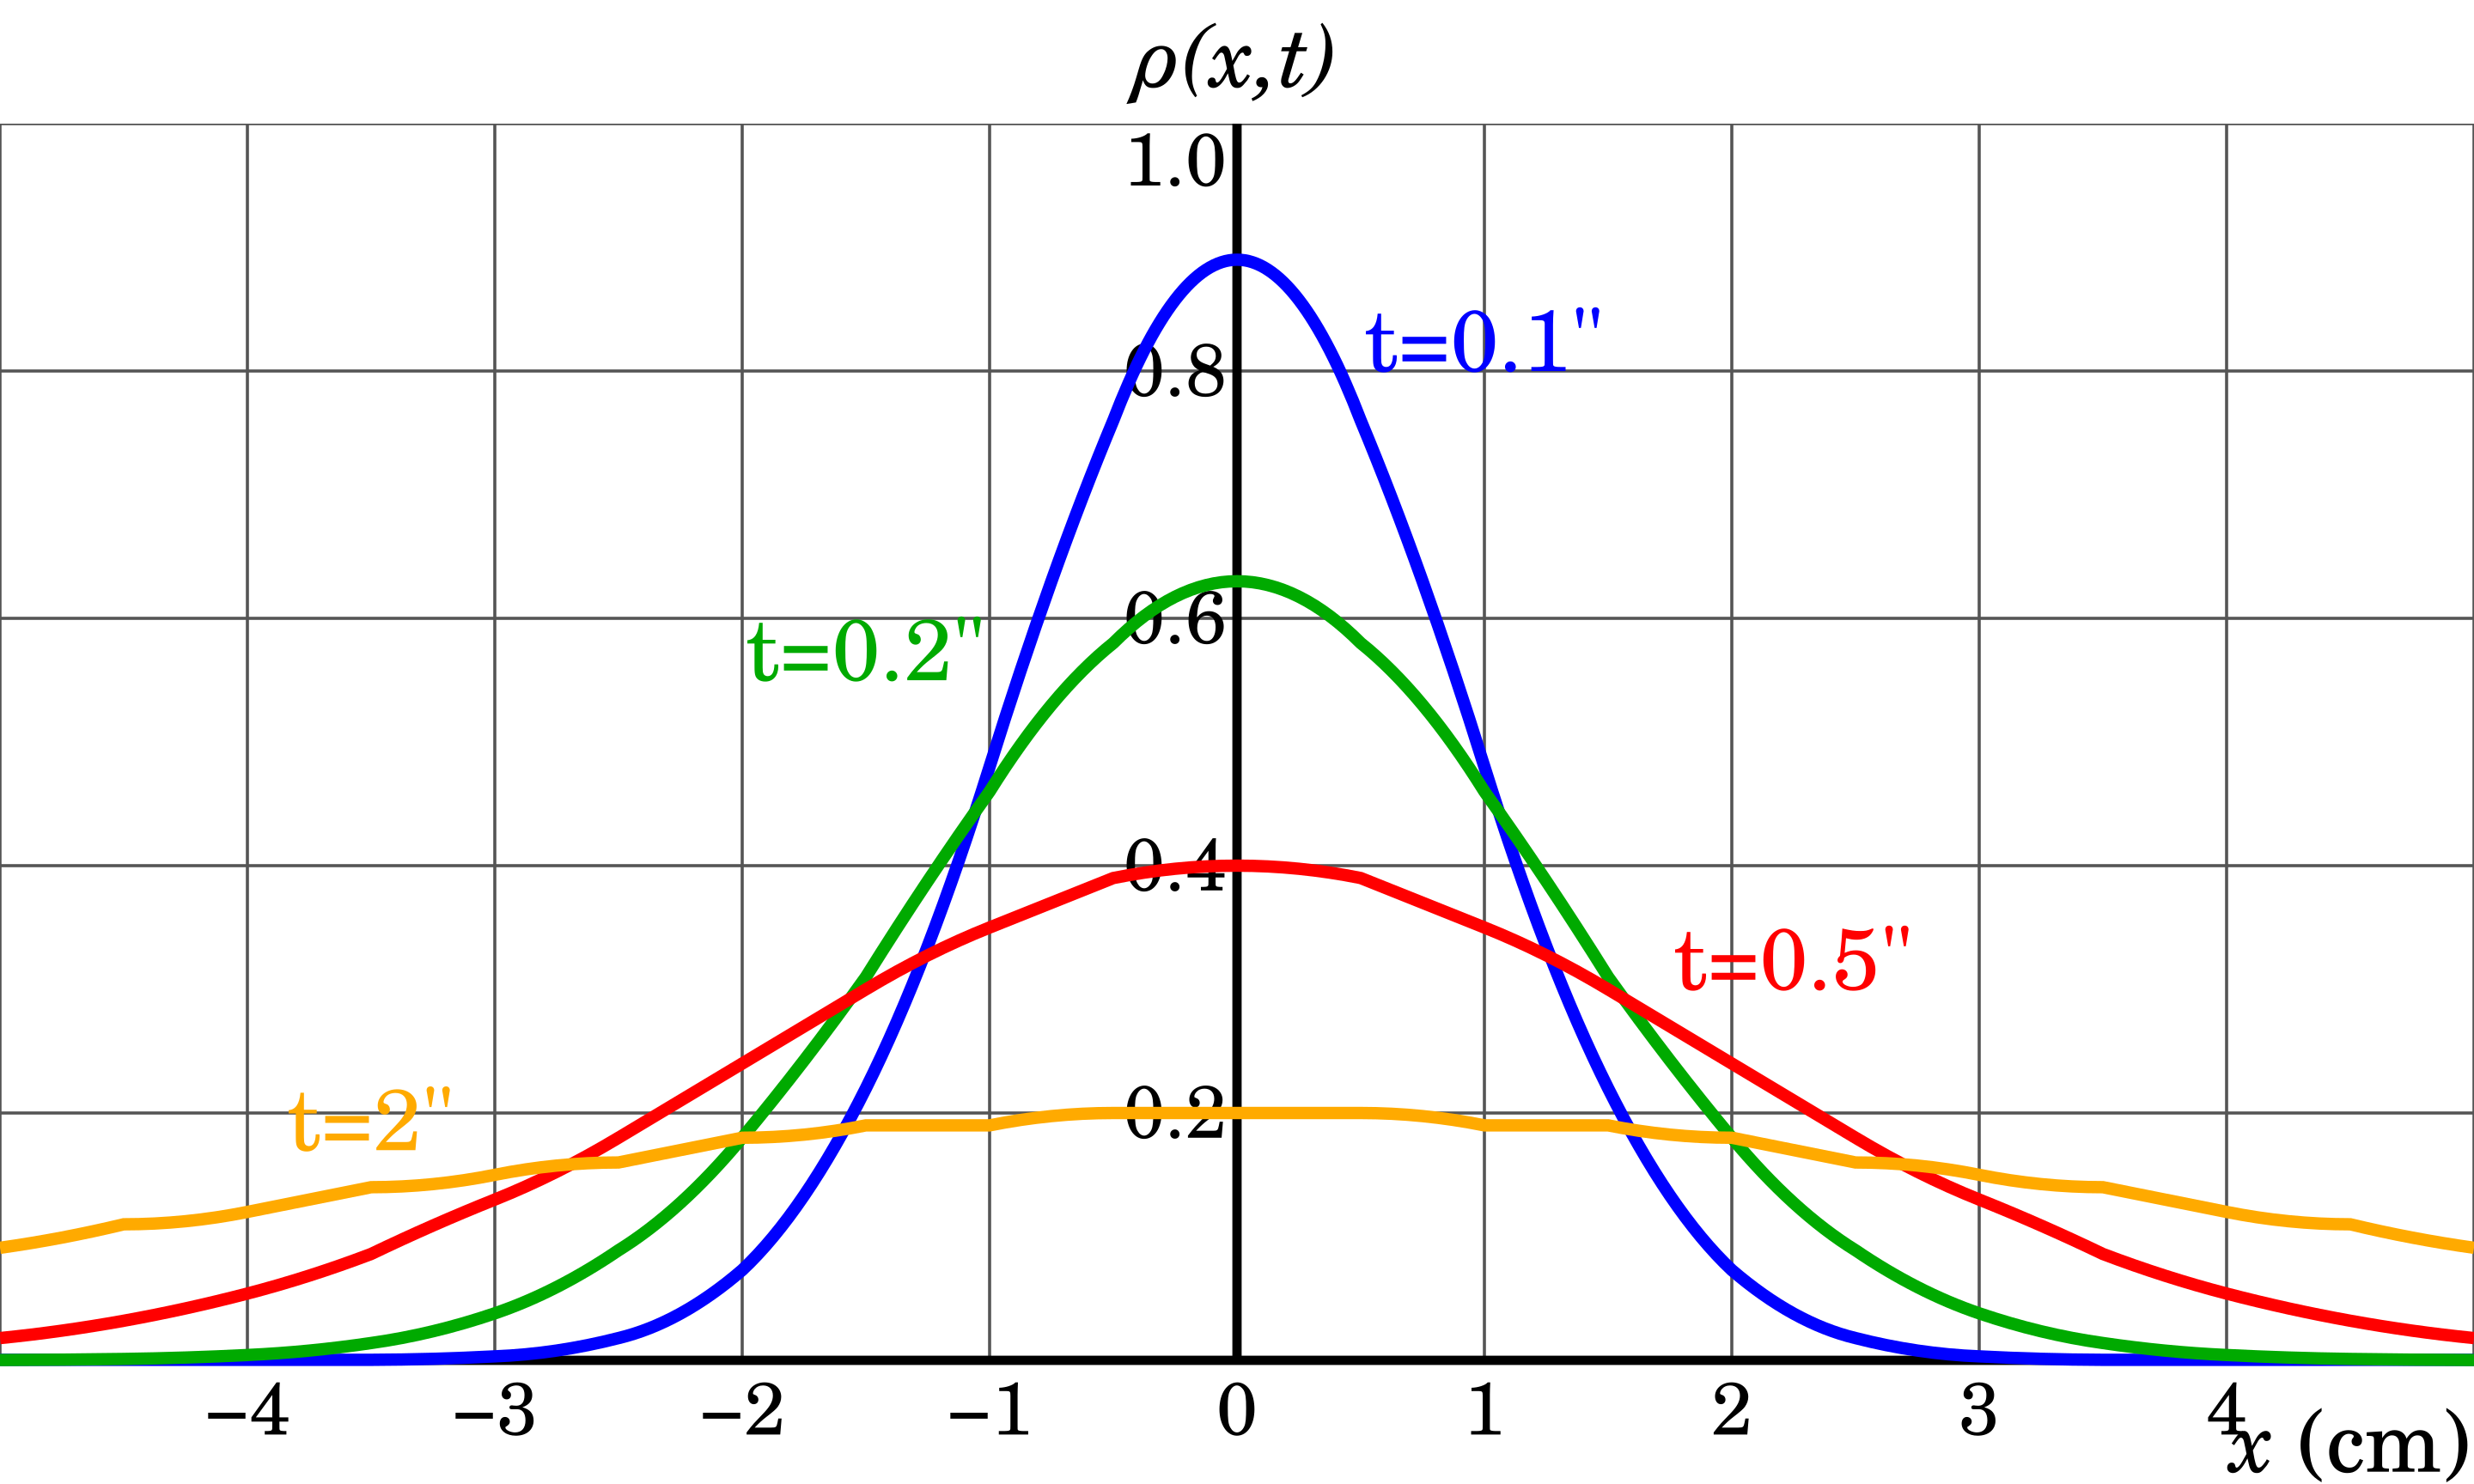 ρ(x,t)
1.0
t=0.1"
0.8
t=0.2"
0.6
0.4
t=0.5"
t=2"
0.2
−4 −3 −2 −1 0 1 2 3 4
x (cm)